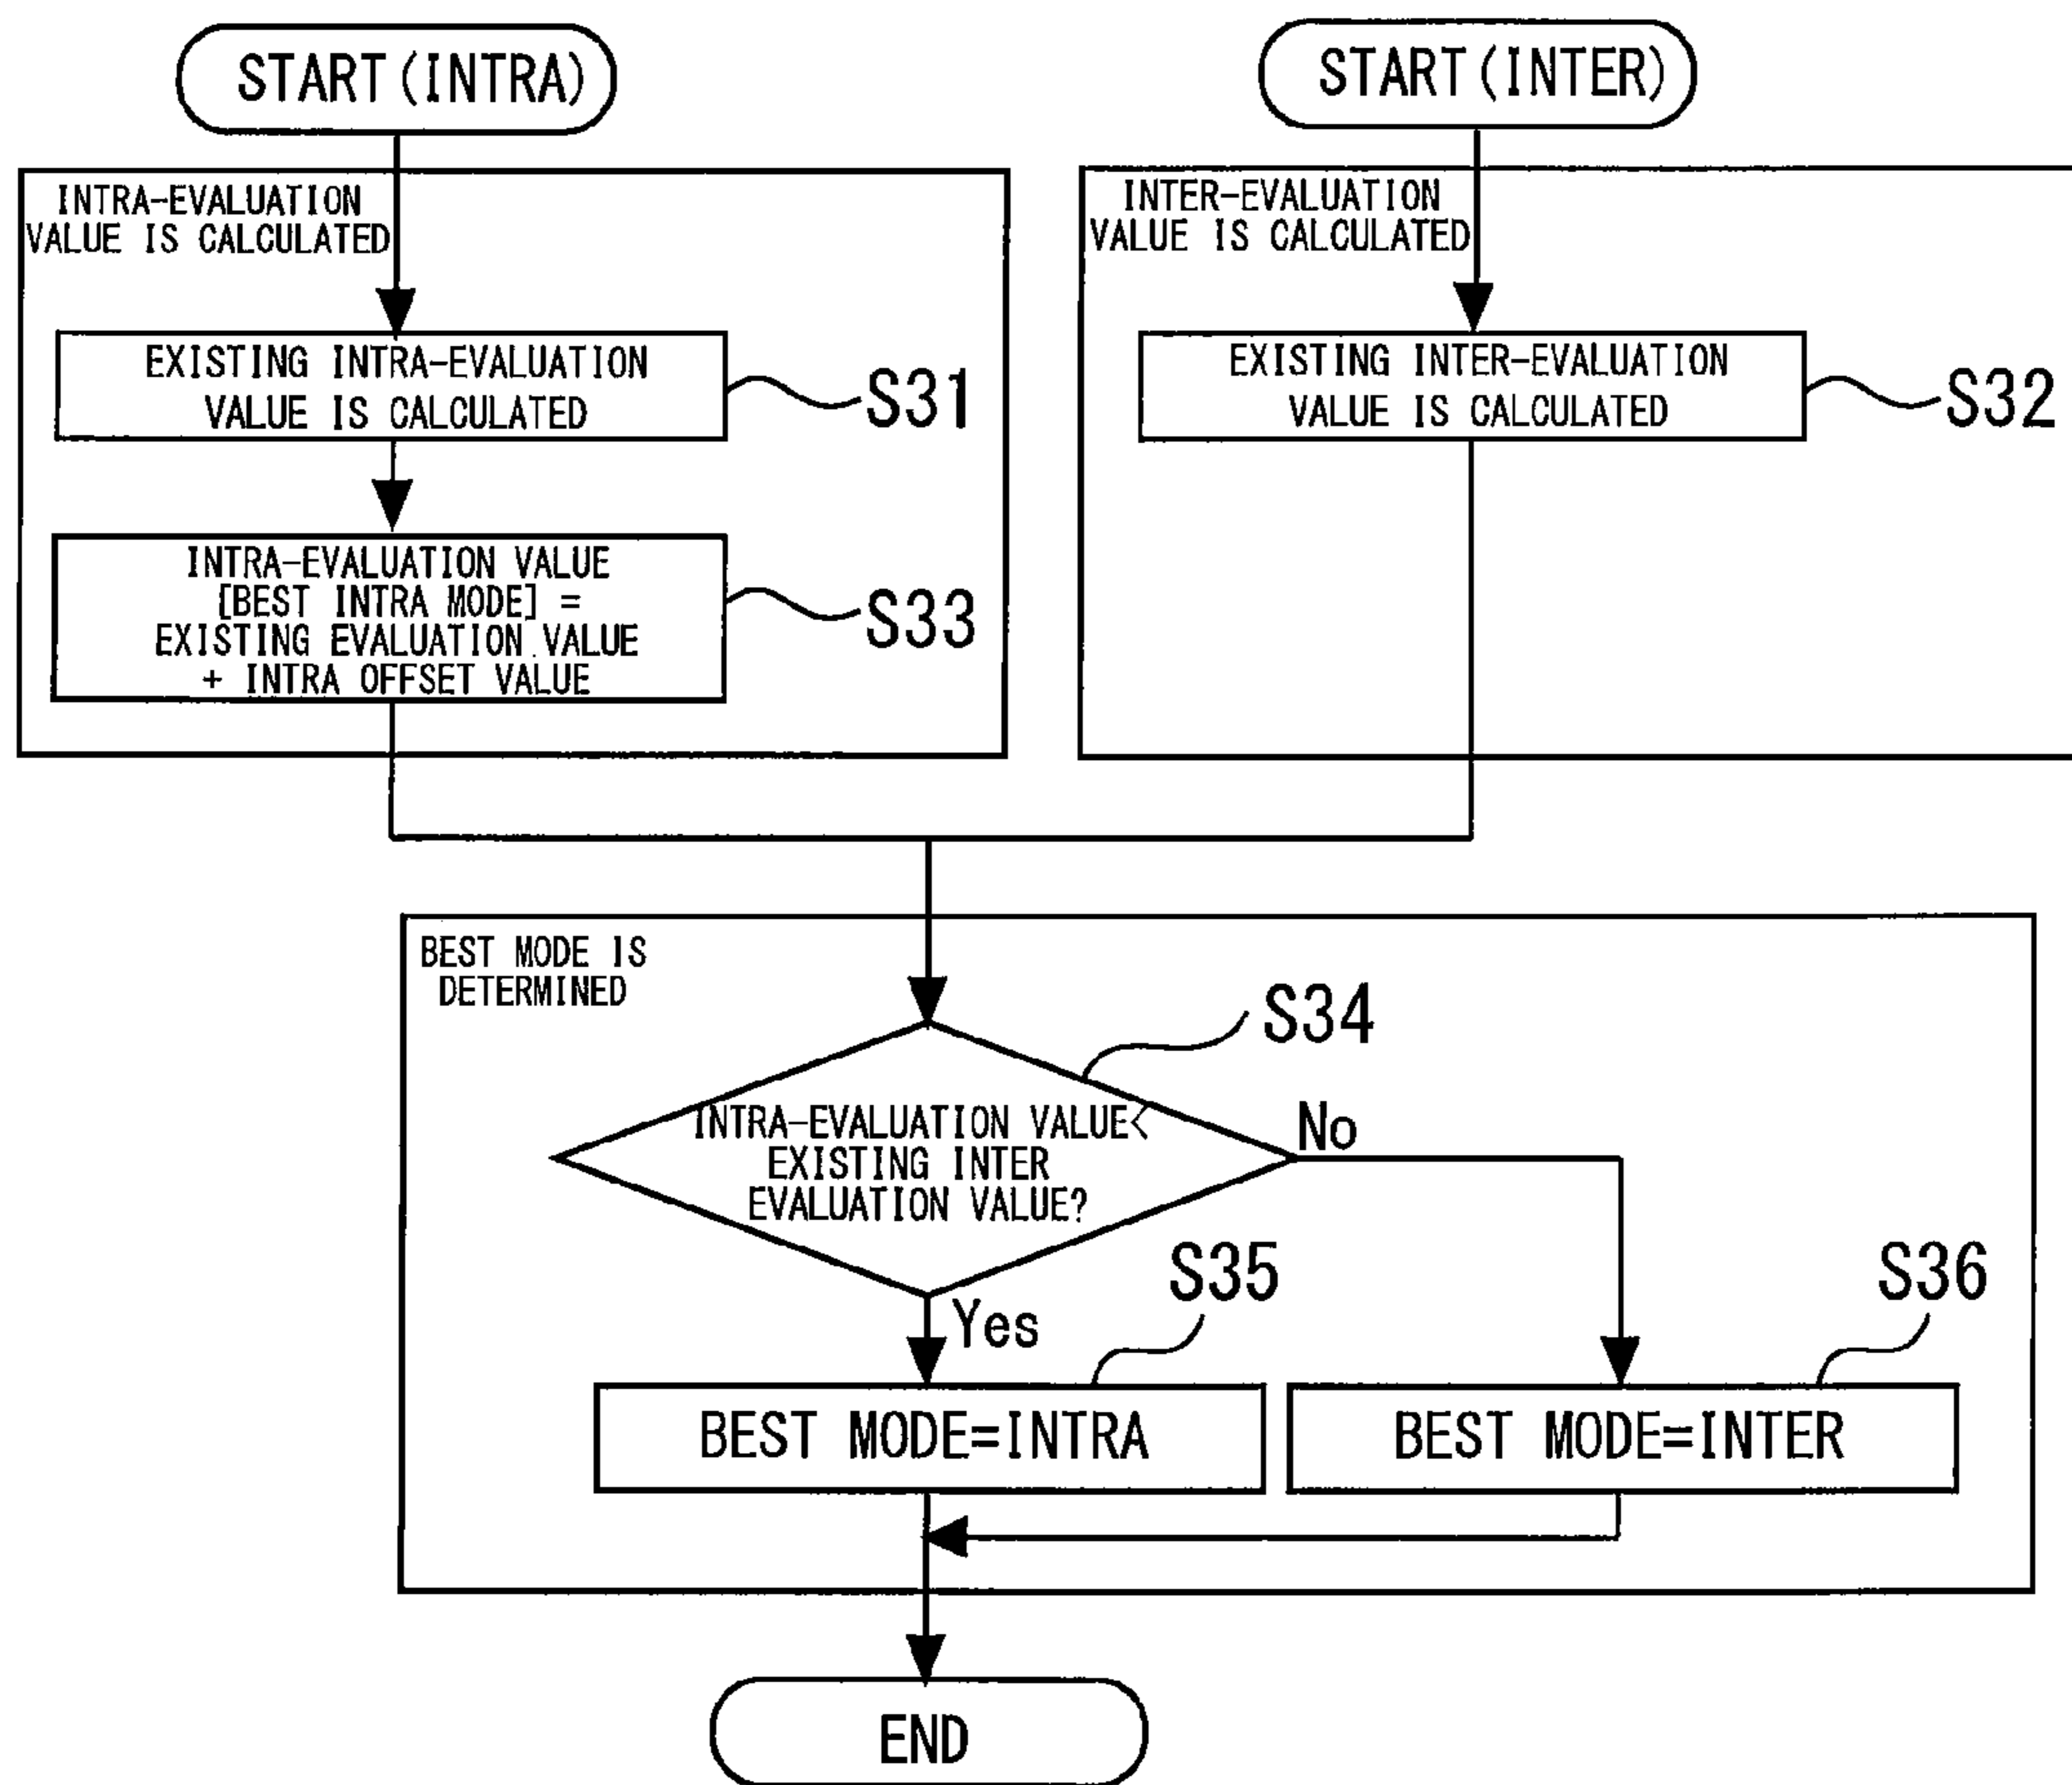 START(INTRA)
START(INTER)
INTRA-EVALUATION
VALUE IS CALCULATED
INTER-EVALUATION
VALUE IS CALCULATED
EXISTING INTRA-EVALUATION
VALUE IS CALCULATED
S31
EXISTING INTER-EVALUATION
VALUE IS CALCULATED
S32
INTRA-EVALUATION VALUE
[BEST INTRA MODE] =
EXISTING EVALUATION VALUE
+ INTRA OFFSET VALUE
S33
BEST MODE IS
DETERMINED
S34
INTRA-EVALUATION VALUE<
EXISTING INTER
EVALUATION VALUE?
No
Yes
S35
S36
BEST MODE=INTRA
BEST MODE=INTER
END